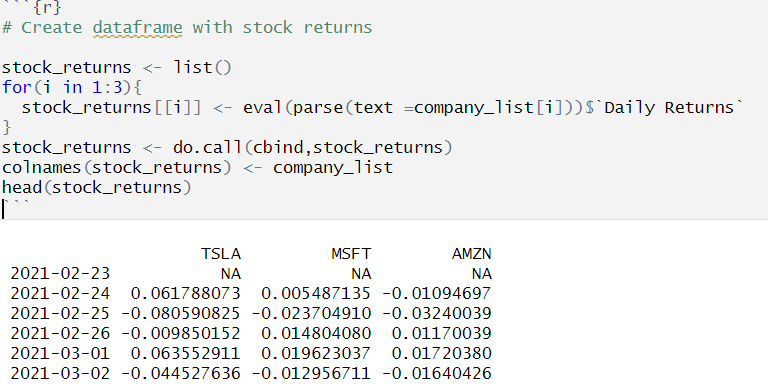 ```{r}
# Create dataframe with stock returns
stock_returns <- list()
for(i in 1:3){
  stock_returns[[i]] <- eval(parse(text =company_list[i]))$`Daily Returns`
}
stock_returns <- do.call(cbind,stock_returns)
colnames(stock_returns) <- company_list
head(stock_returns)
```
TSLA MSFT AMZN
2021-02-23 NA NA NA
2021-02-24 0.061788073 0.005487135 -0.01094697
2021-02-25 -0.080590825 -0.023704910 -0.03240039
2021-02-26 -0.009850152 0.014804080 0.01170039
2021-03-01 0.063552911 0.019623037 0.01720380
2021-03-02 -0.044527636 -0.012956711 -0.01640426